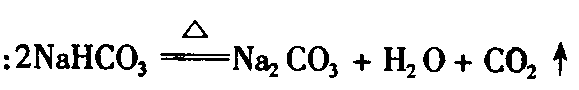 :2NaHCO₃ =△= Na₂CO₃ + H₂O + CO₂ ↑